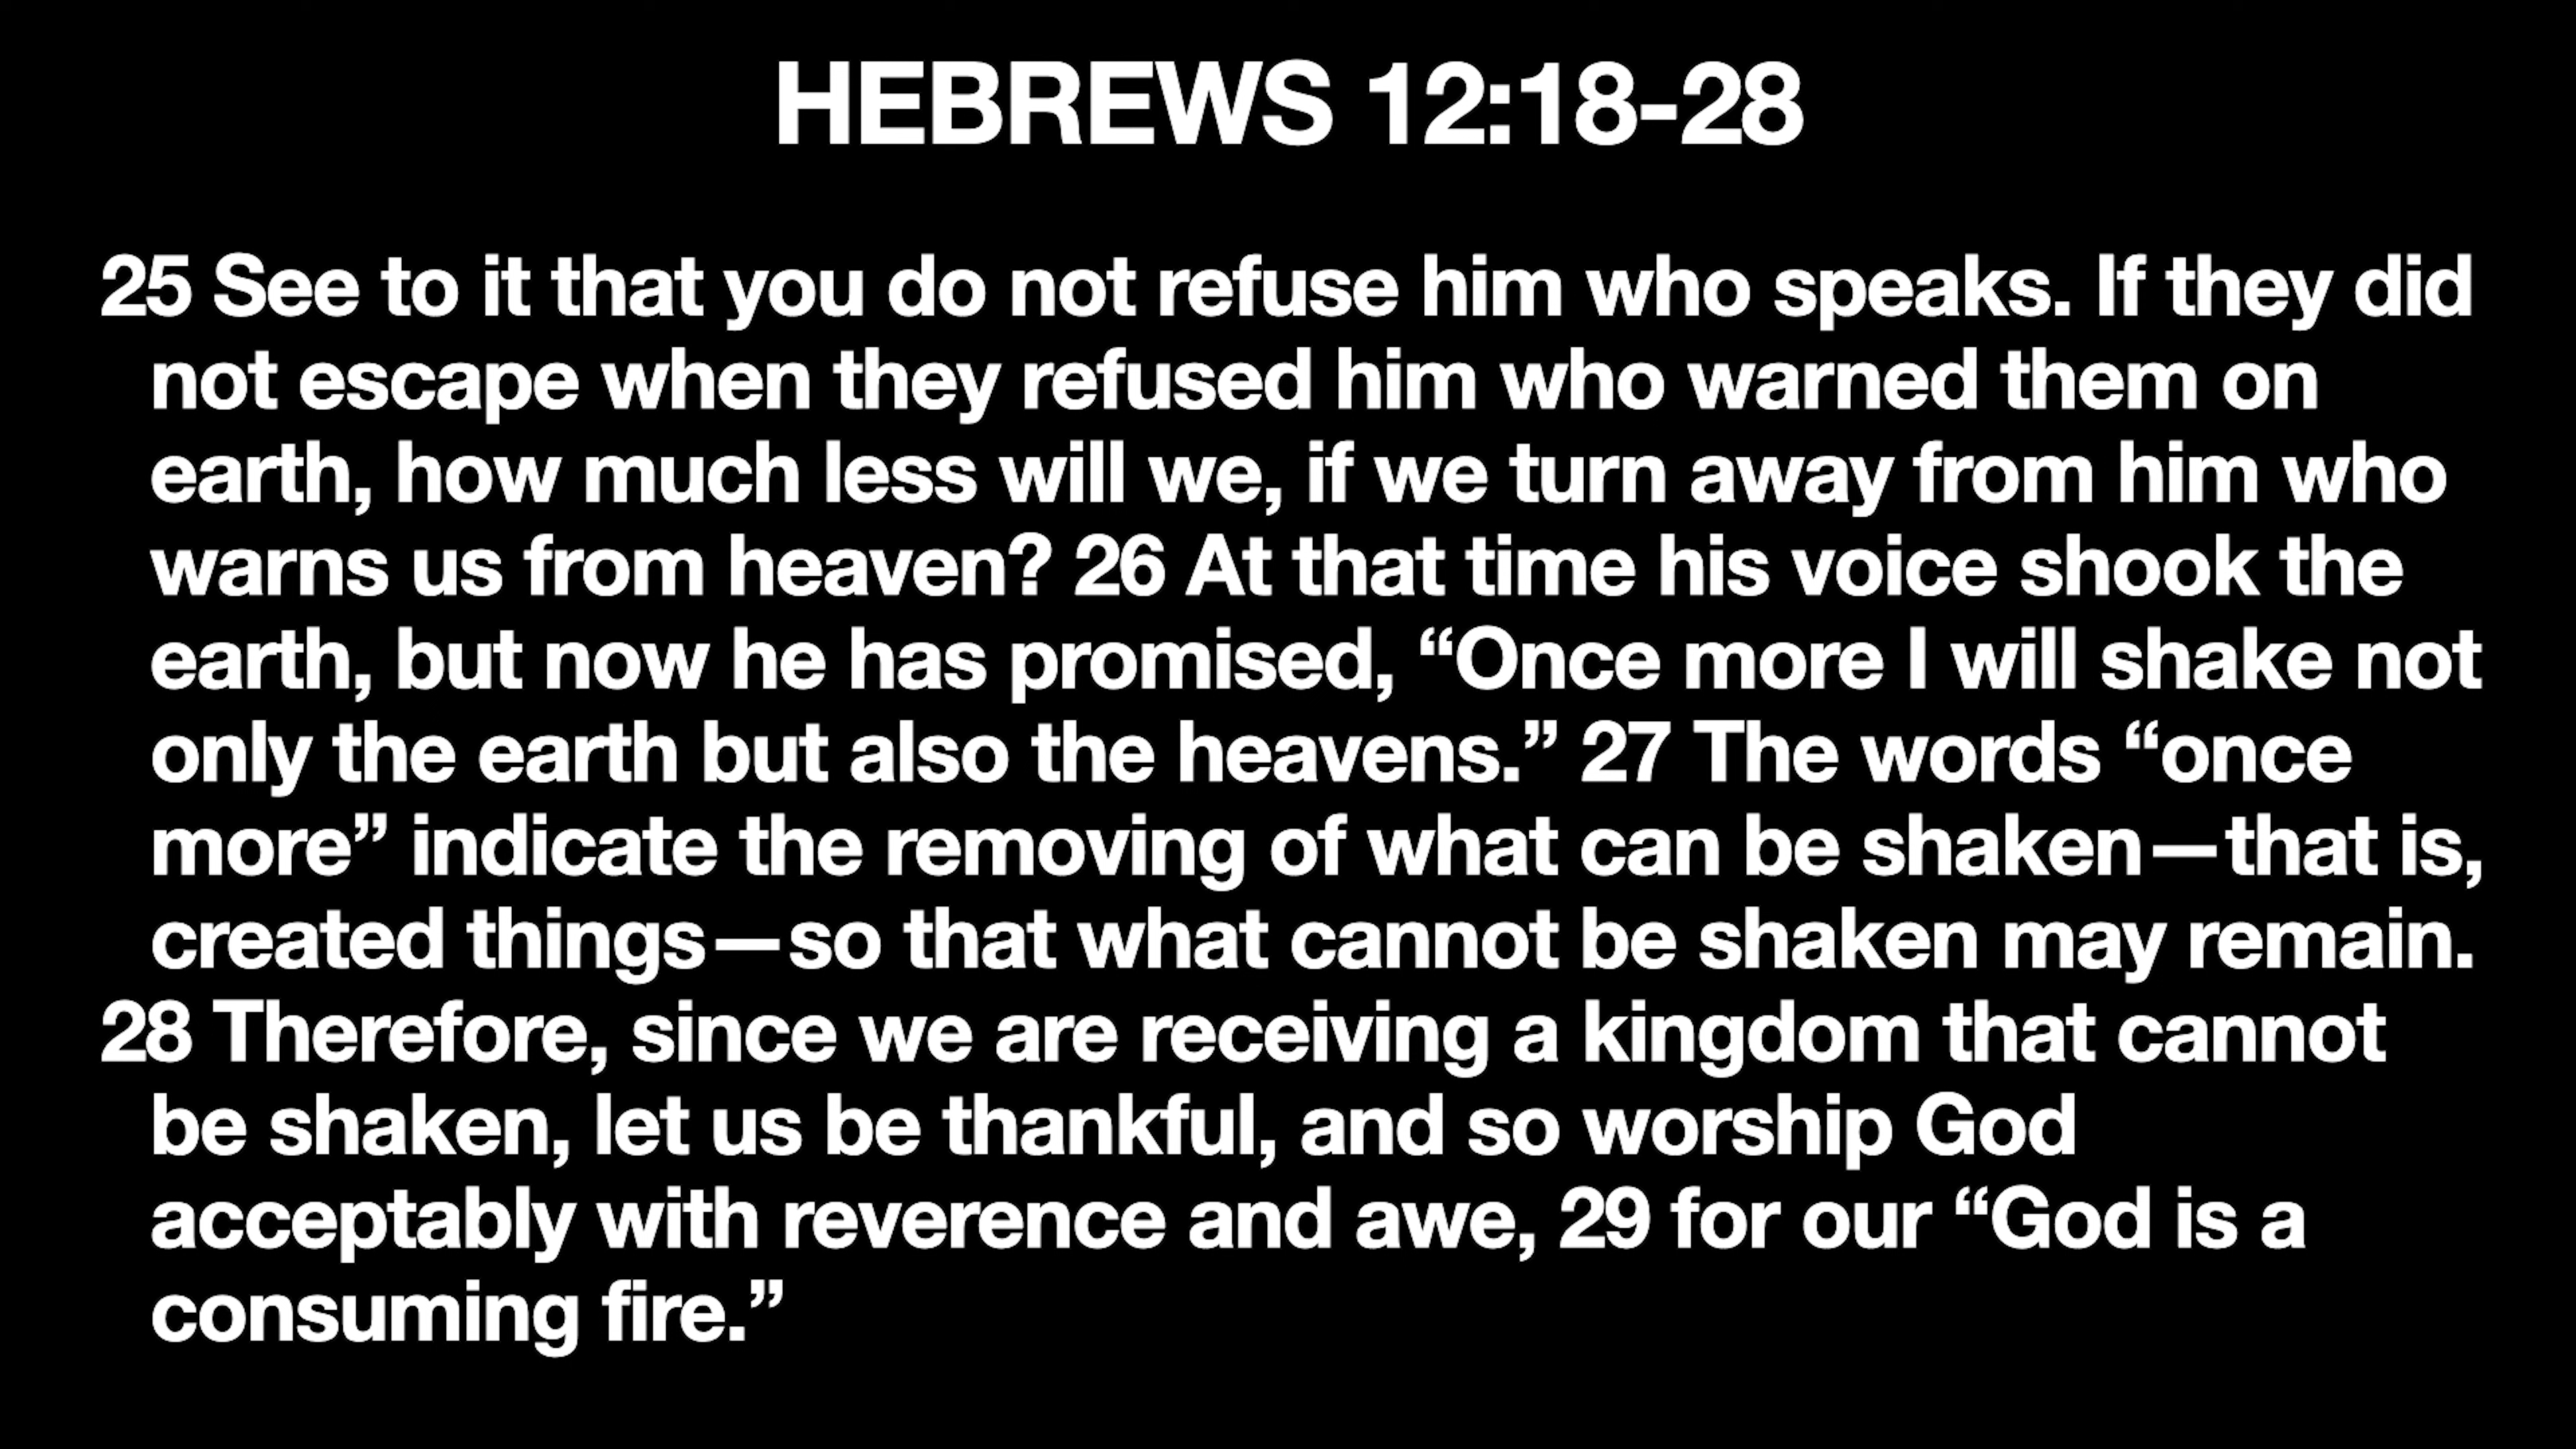 HEBREWS 12:18-28
25 See to it that you do not refuse him who speaks. If they did
not escape when they refused him who warned them on
earth, how much less will we, if we turn away from him who
warns us from heaven? 26 At that time his voice shook the
earth, but now he has promised, “Once more I will shake not
only the earth but also the heavens.” 27 The words “once
more” indicate the removing of what can be shaken—that is,
created things—so that what cannot be shaken may remain.
28 Therefore, since we are receiving a kingdom that cannot
be shaken, let us be thankful, and so worship God
acceptably with reverence and awe, 29 for our “God is a
consuming fire.”